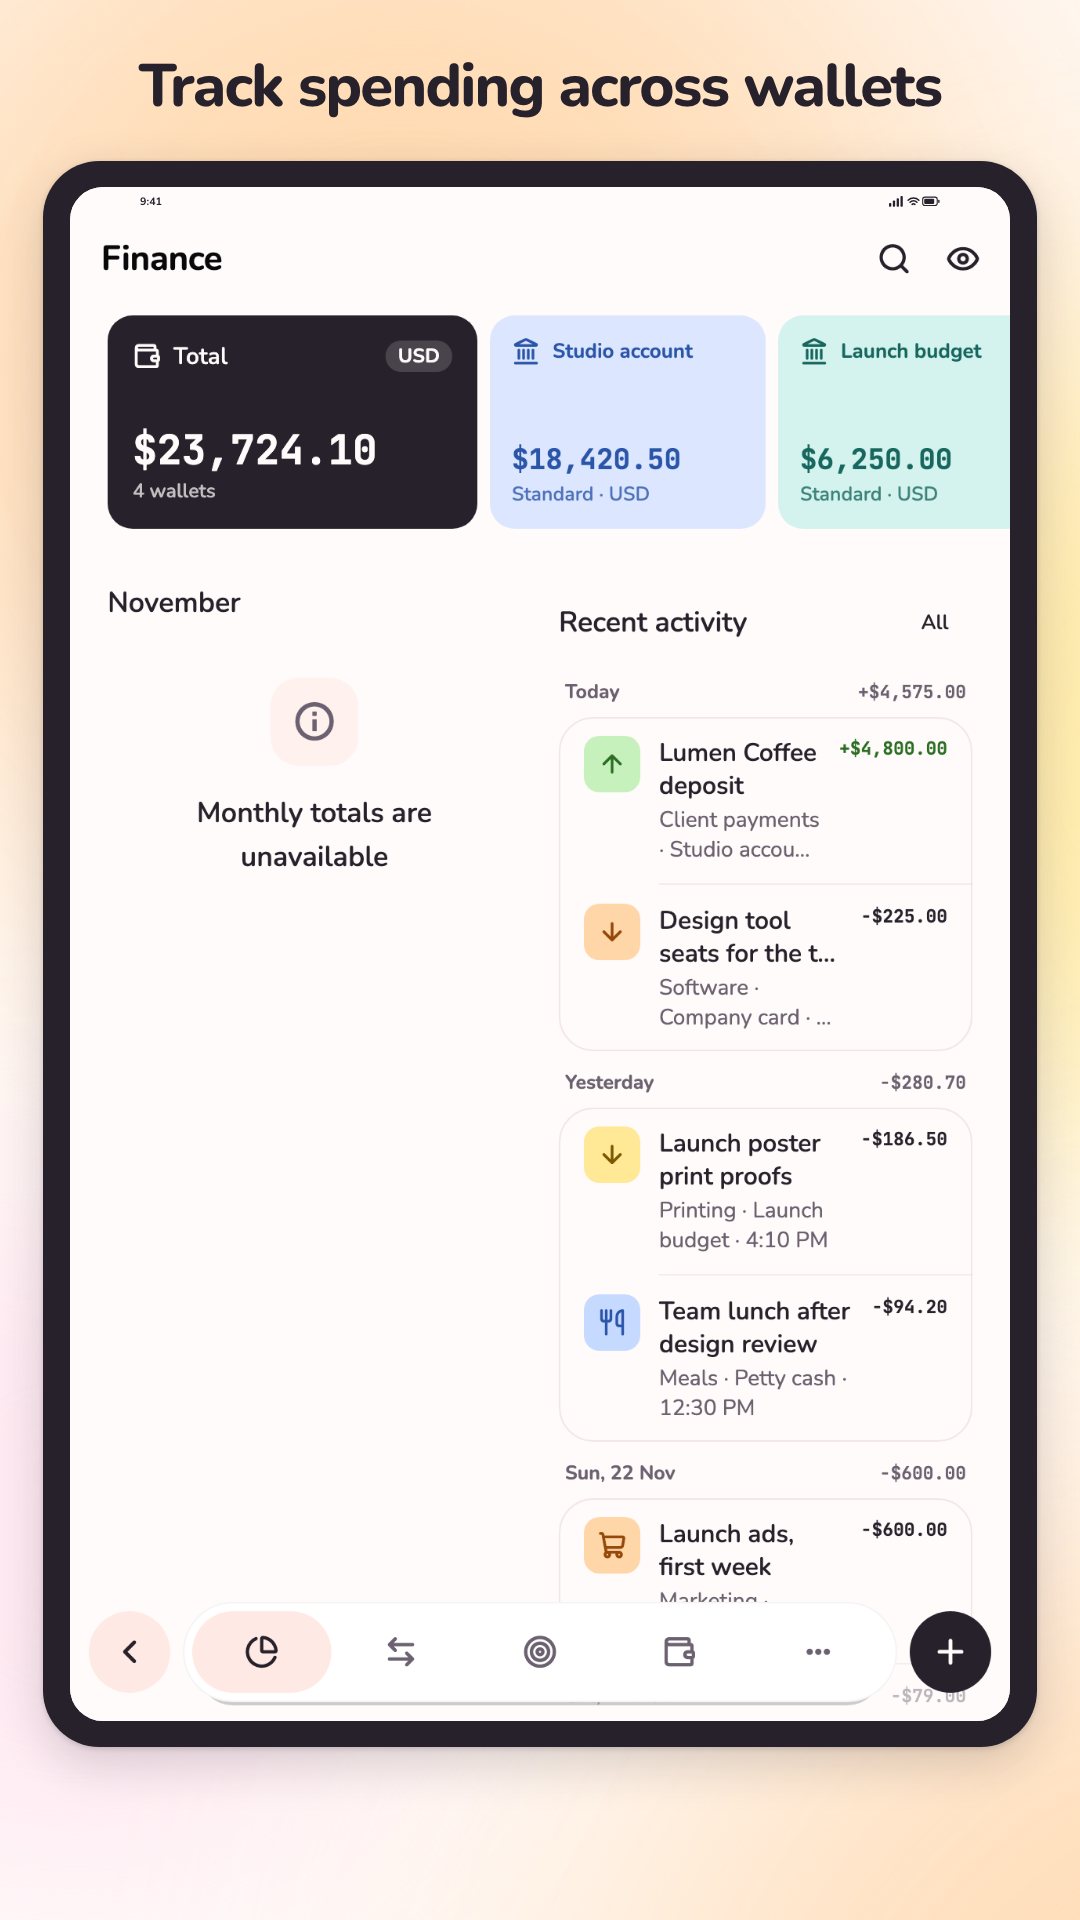 Track spending across wallets
9:41
Finance
Total
USD
$23,724.10
4 wallets
Studio account
$18,420.50
Standard · USD
Launch budget
$6,250.00
Standard · USD
November
Monthly totals are
unavailable
Recent activity
All
Today
+$4,575.00
Lumen Coffee
deposit
+$4,800.00
Client payments
· Studio accou...
Design tool
seats for the t...
-$225.00
Software ·
Company card · ...
Yesterday
-$280.70
Launch poster
print proofs
-$186.50
Printing · Launch
budget · 4:10 PM
Team lunch after
design review
-$94.20
Meals · Petty cash ·
12:30 PM
Sun, 22 Nov
-$600.00
Launch ads,
first week
-$600.00
Marketing ·
-$79.00